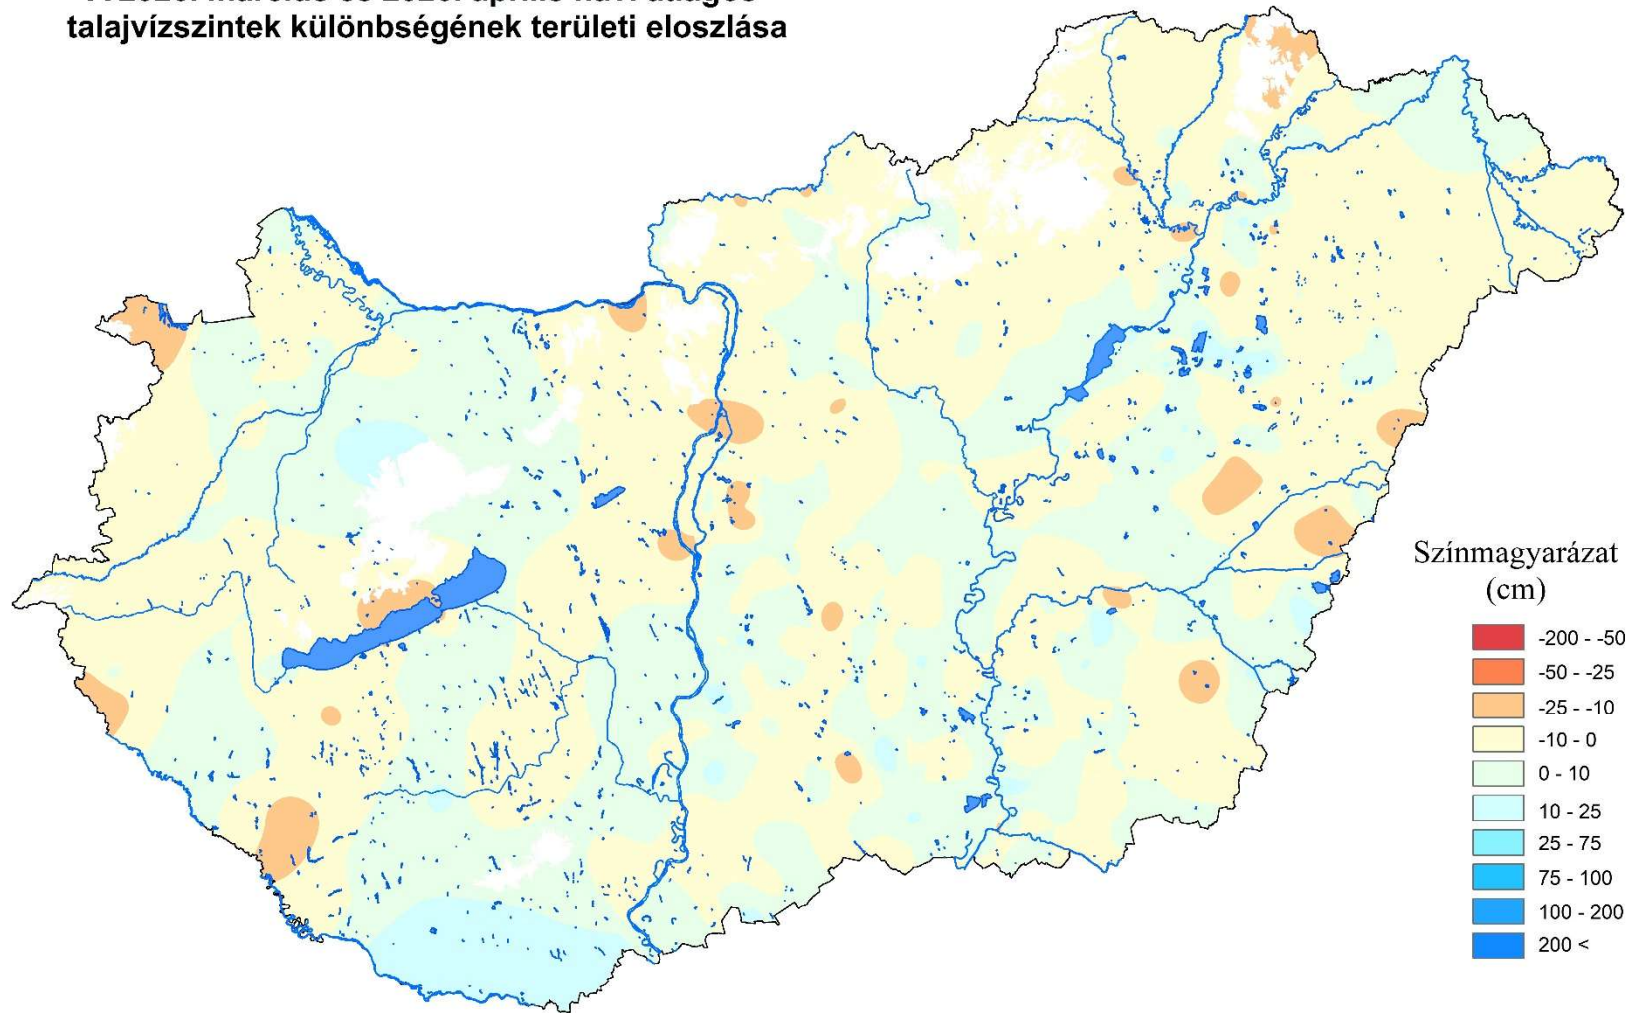 talajvízszintek különbségének területi eloszlása
Színmagyarázat
(cm)
-200 - -50
-50 - -25
-25 - -10
-10 - 0
0 - 10
10 - 25
25 - 75
75 - 100
100 - 200
200 <